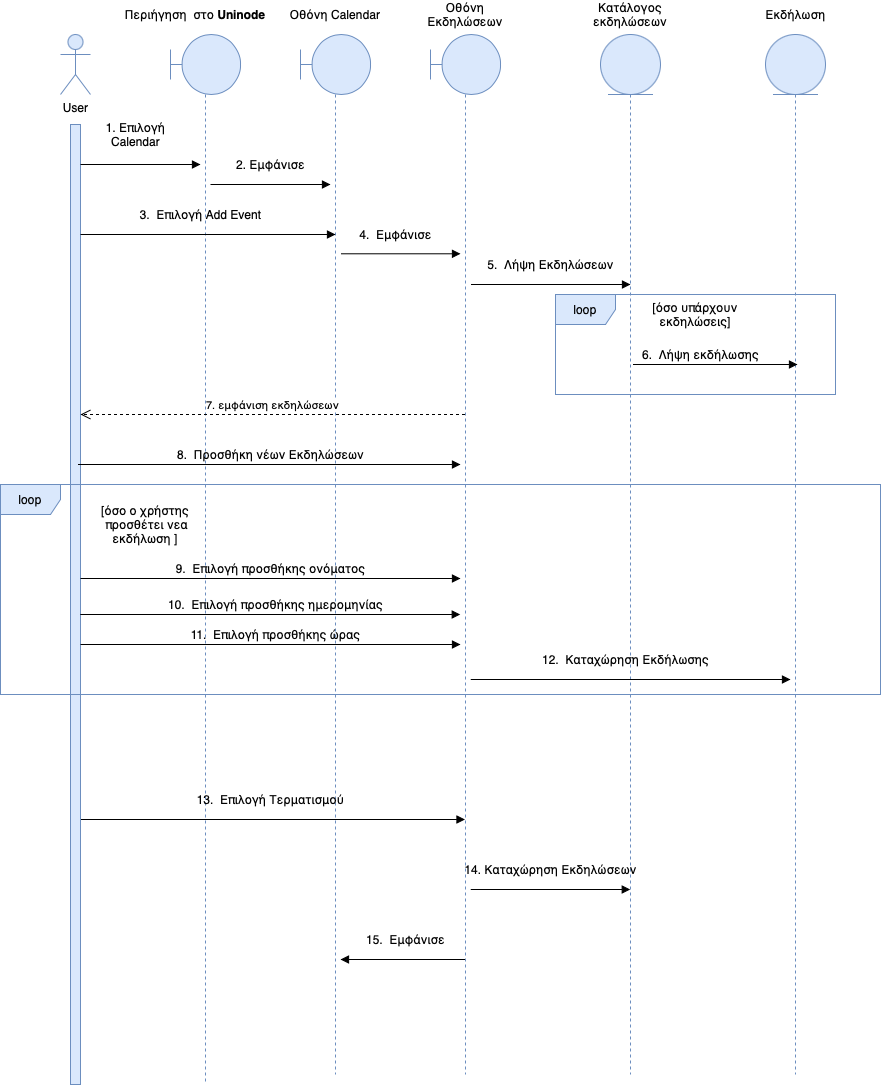 Περιήγηση στο Uninode
Οθόνη Calendar
Οθόνη
Εκδηλώσεων
Κατάλογος
εκδηλώσεων
Εκδήλωση
User
1. Επιλογή
Calendar
2. Εμφάνισε
3. Επιλογή Add Event
4. Εμφάνισε
5. Λήψη Εκδηλώσεων
loop
[όσο υπάρχουν
εκδηλώσεις]
6. Λήψη εκδήλωσης
7. εμφάνιση εκδηλώσεων
8. Προσθήκη νέων Εκδηλώσεων
loop
[όσο ο χρήστης
προσθέτει νεα
εκδήλωση ]
9. Επιλογή προσθήκης ονόματος
10. Επιλογή προσθήκης ημερομηνίας
11. Επιλογή προσθήκης ώρας
12. Καταχώρηση Εκδήλωσης
13. Επιλογή Τερματισμού
14. Καταχώρηση Εκδηλώσεων
15. Εμφάνισε